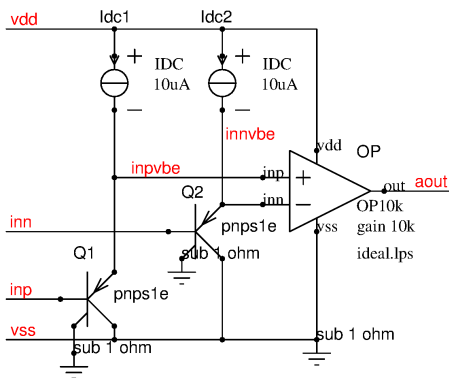 vdd
Idc1
Idc2
IDC
10uA
IDC
10uA
innvbe
inpvbe
vdd
OP
inp
inn
out
aout
OP10k
gain 10k
ideal.lps
vss
Q2
pnps1e
sub 1 ohm
inn
Q1
inp
pnps1e
vss
sub 1 ohm
sub 1 ohm